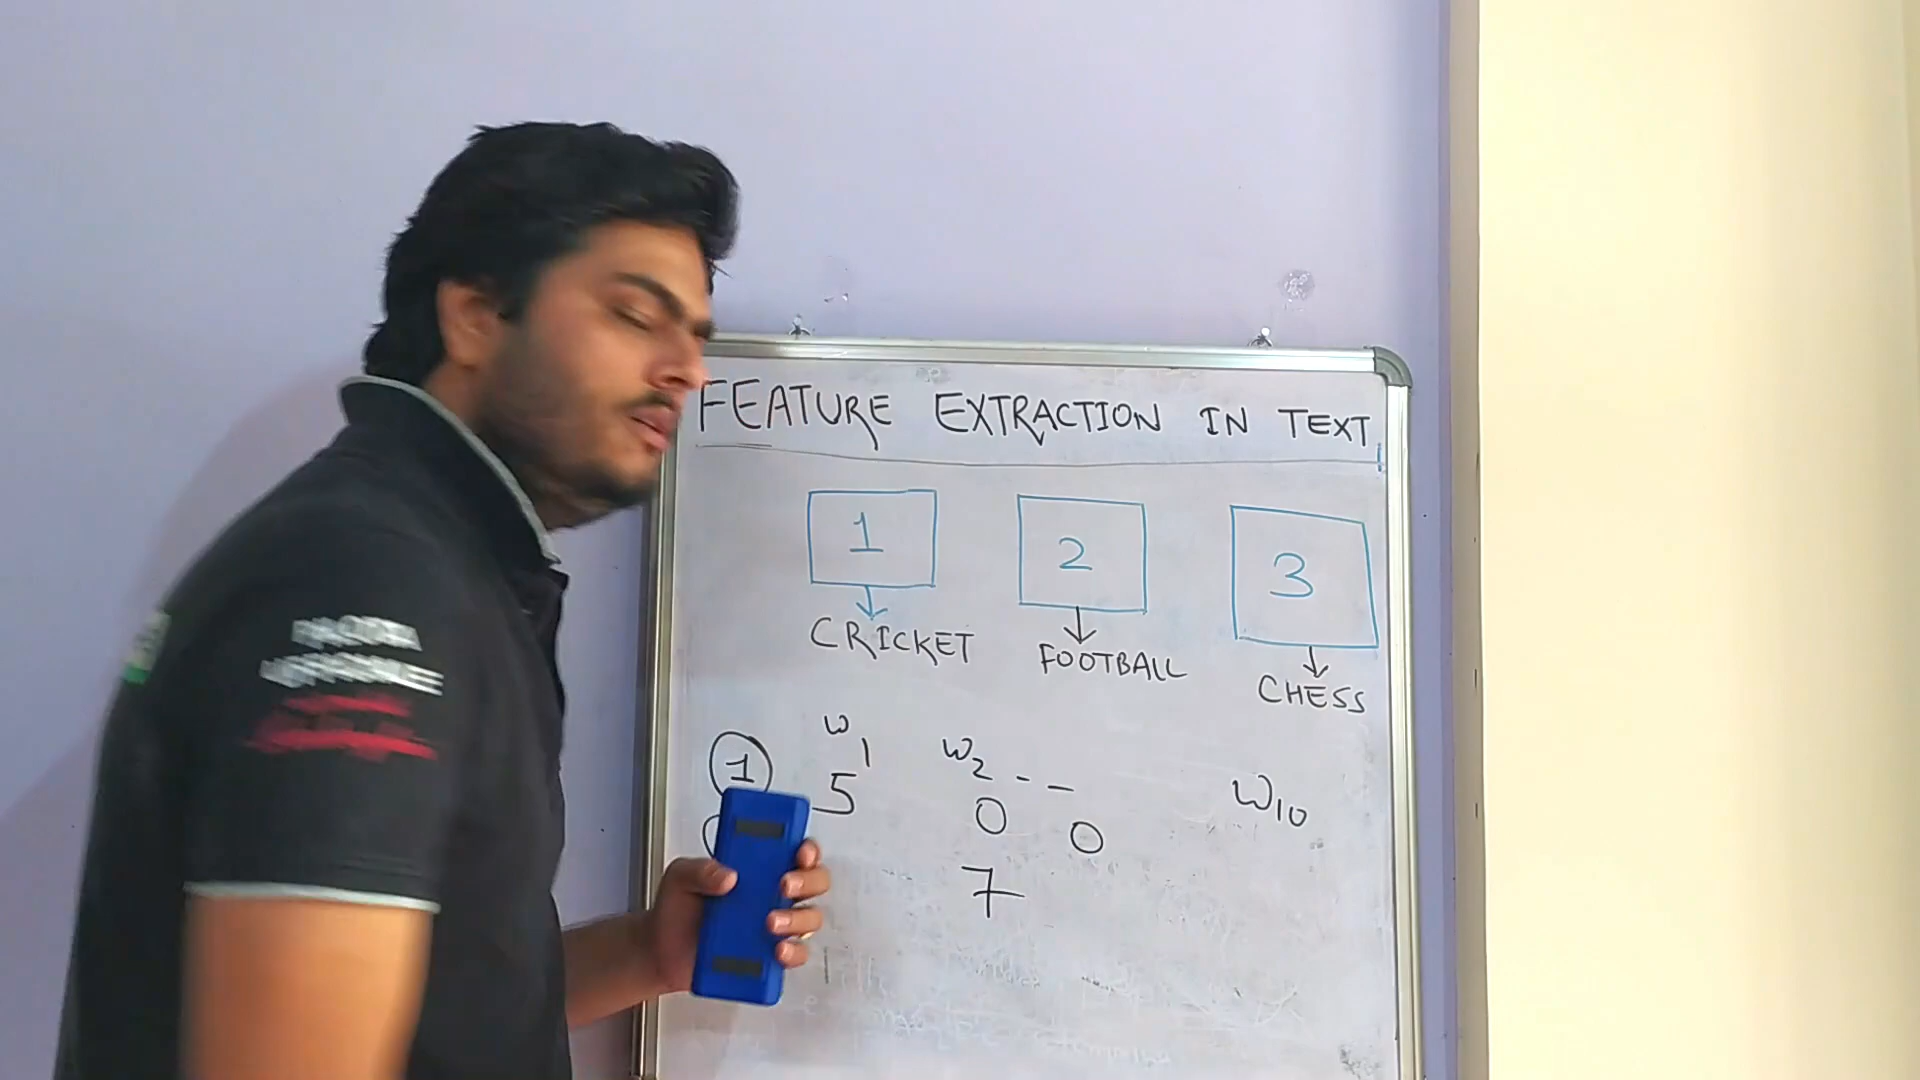 FEATURE EXTRACTION IN TEXT
1 2 3
CRICKET FOOTBALL CHESS
1 w1 w2 - - w10
5 0 0
7